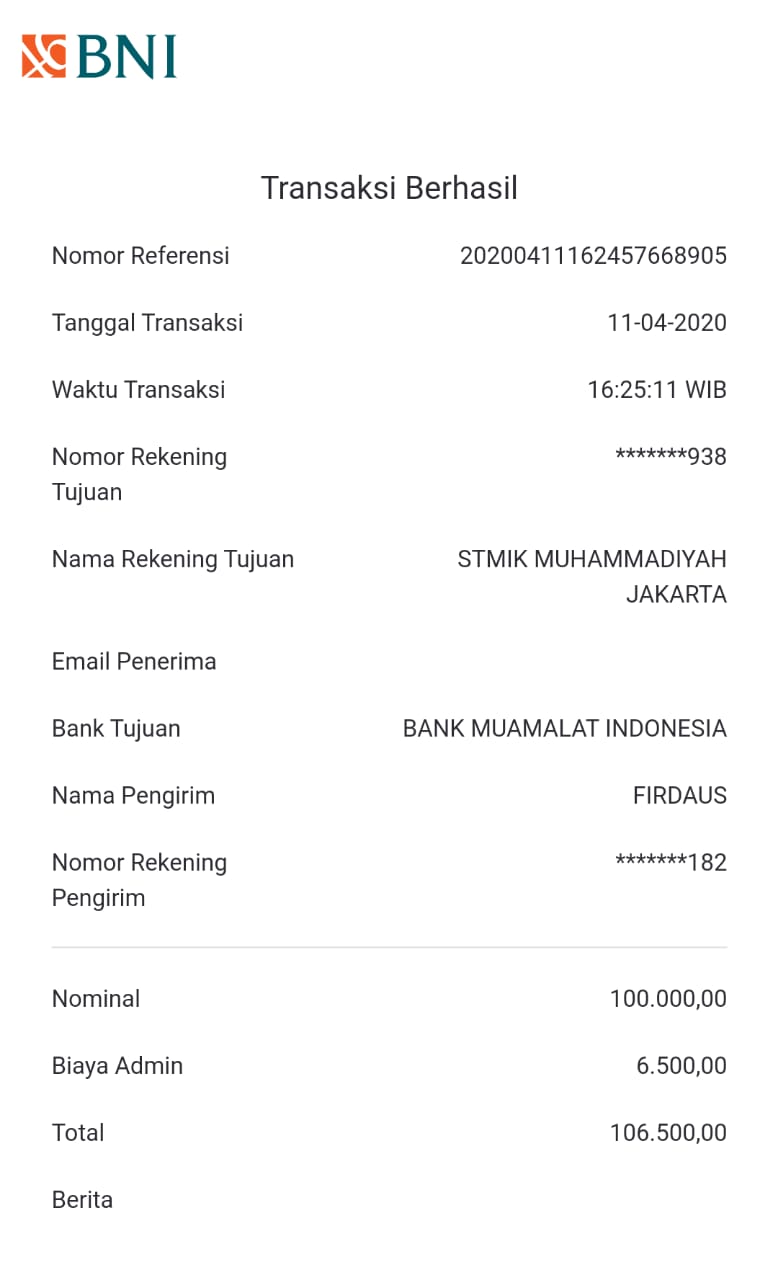 BNI
Transaksi Berhasil
Nomor Referensi 20200411162457668905
Tanggal Transaksi 11-04-2020
Waktu Transaksi 16:25:11 WIB
Nomor Rekening *******938
Tujuan
Nama Rekening Tujuan STMIK MUHAMMADIYAH
JAKARTA
Email Penerima
Bank Tujuan BANK MUAMALAT INDONESIA
Nama Pengirim FIRDAUS
Nomor Rekening *******182
Pengirim
Nominal 100.000,00
Biaya Admin 6.500,00
Total 106.500,00
Berita